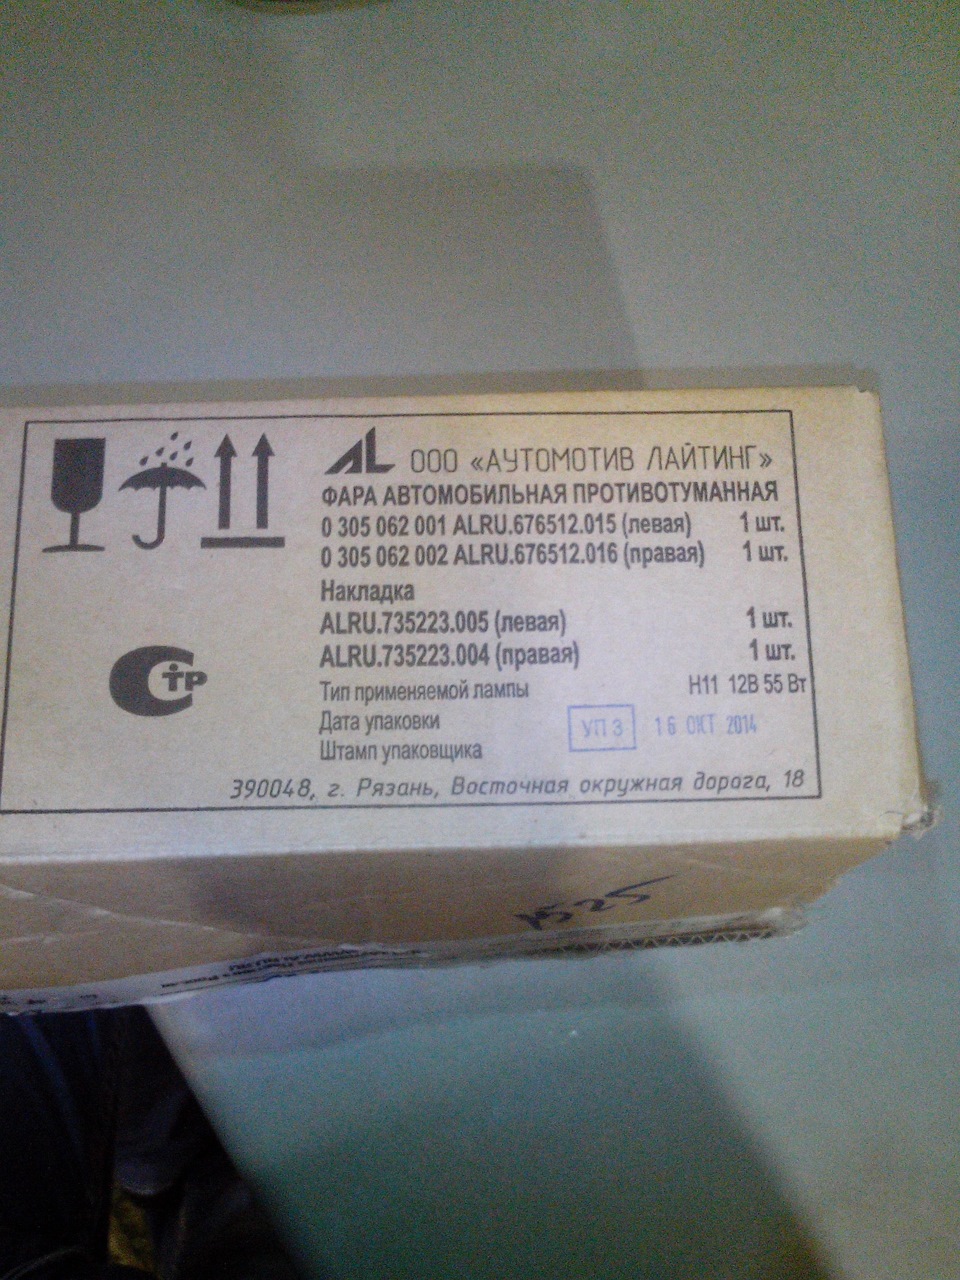 AL ООО «АУТОМОТИВ ЛАЙТИНГ»
ФАРА АВТОМОБИЛЬНАЯ ПРОТИВОТУМАННАЯ
0 305 062 001 ALRU.676512.015 (левая) 1 шт.
0 305 062 002 ALRU.676512.016 (правая) 1 шт.
Накладка
ALRU.735223.005 (левая) 1 шт.
ALRU.735223.004 (правая) 1 шт.
Тип применяемой лампы Н11 12В 55 Вт
Дата упаковки
УП 3 16 ОКТ 2014
Штамп упаковщика
390048, г. Рязань, Восточная окружная дорога, 18
СТР
1525